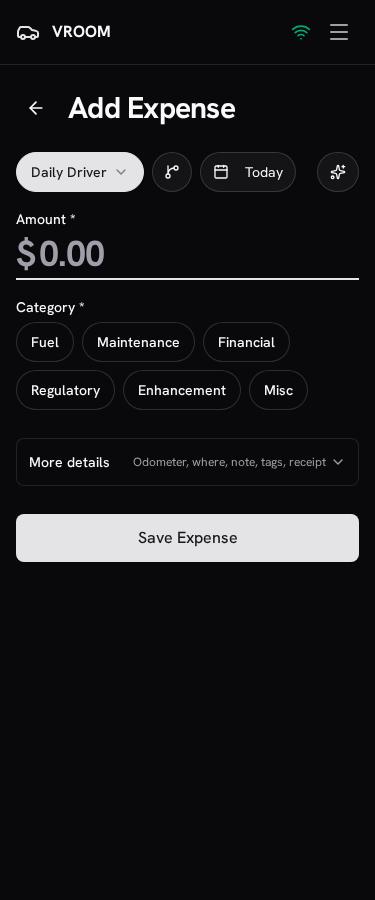 VROOM
Add Expense
Daily Driver
Today
Amount *
$ 0.00
Category *
Fuel Maintenance Financial
Regulatory Enhancement Misc
More details Odometer, where, note, tags, receipt
Save Expense